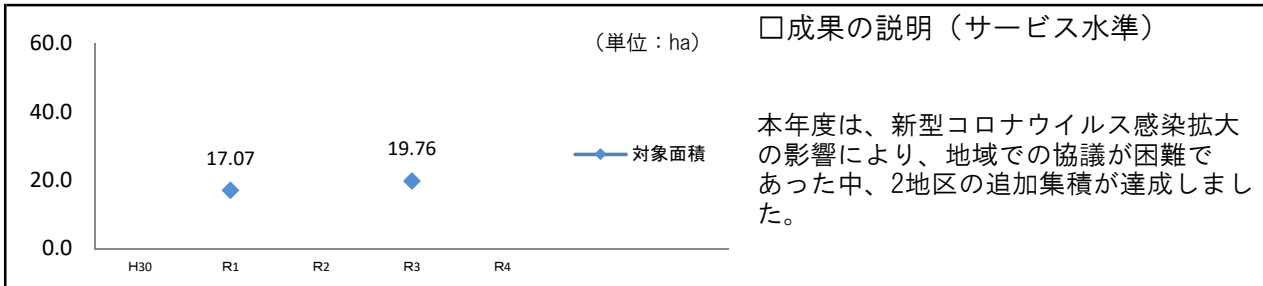 60.0
40.0
20.0
0.0
（単位：ha）
17.07
19.76
対象面積
H30
R1
R2
R3
R4
□成果の説明（サービス水準）
本年度は、新型コロナウイルス感染拡大
の影響により、地域での協議が困難で
あった中、2地区の追加集積が達成しまし
た。